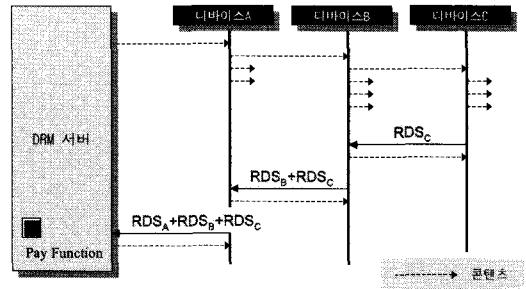 디바이스A
디바이스B
디바이스C
DRM 서버
RDSC
RDSB+RDSC
RDSA+RDSB+RDSC
Pay Function
콘텐츠